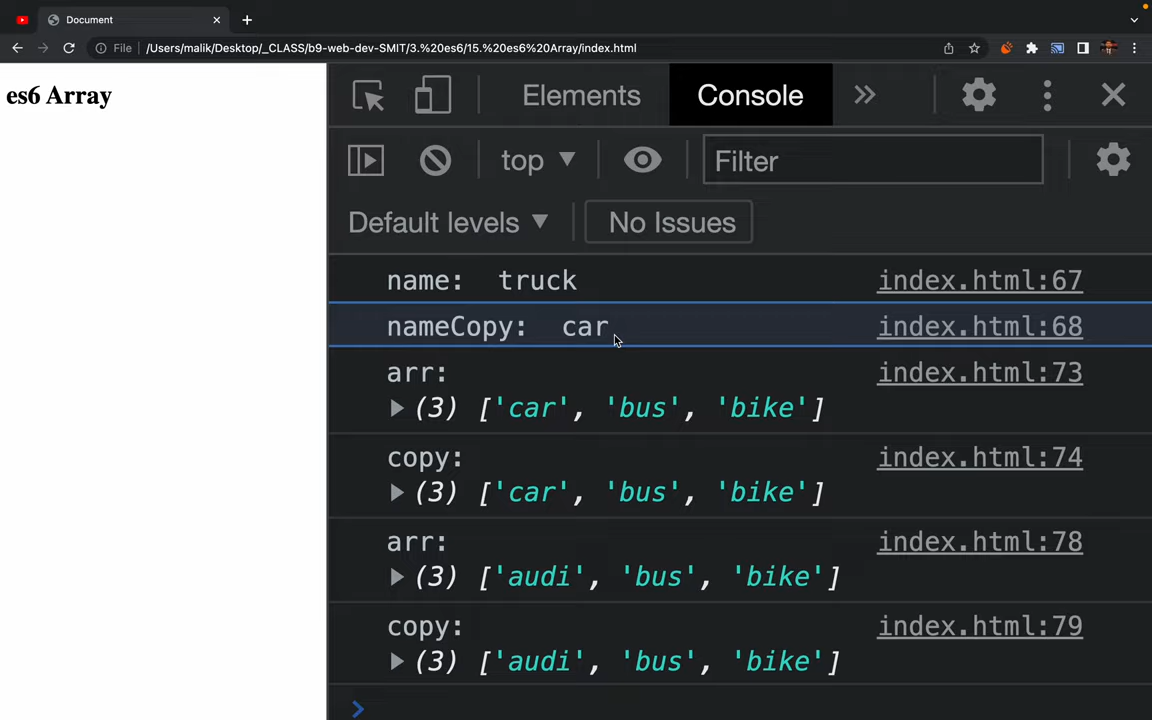 Document
File /Users/malik/Desktop/_CLASS/b9-web-dev-SMIT/3.%20es6/15.%20es6%20Array/index.html
es6 Array
Elements Console
top Filter
Default levels No Issues
name: truck index.html:67
nameCopy: car index.html:68
arr: index.html:73
(3) ['car', 'bus', 'bike']
copy: index.html:74
(3) ['car', 'bus', 'bike']
arr: index.html:78
(3) ['audi', 'bus', 'bike']
copy: index.html:79
(3) ['audi', 'bus', 'bike']